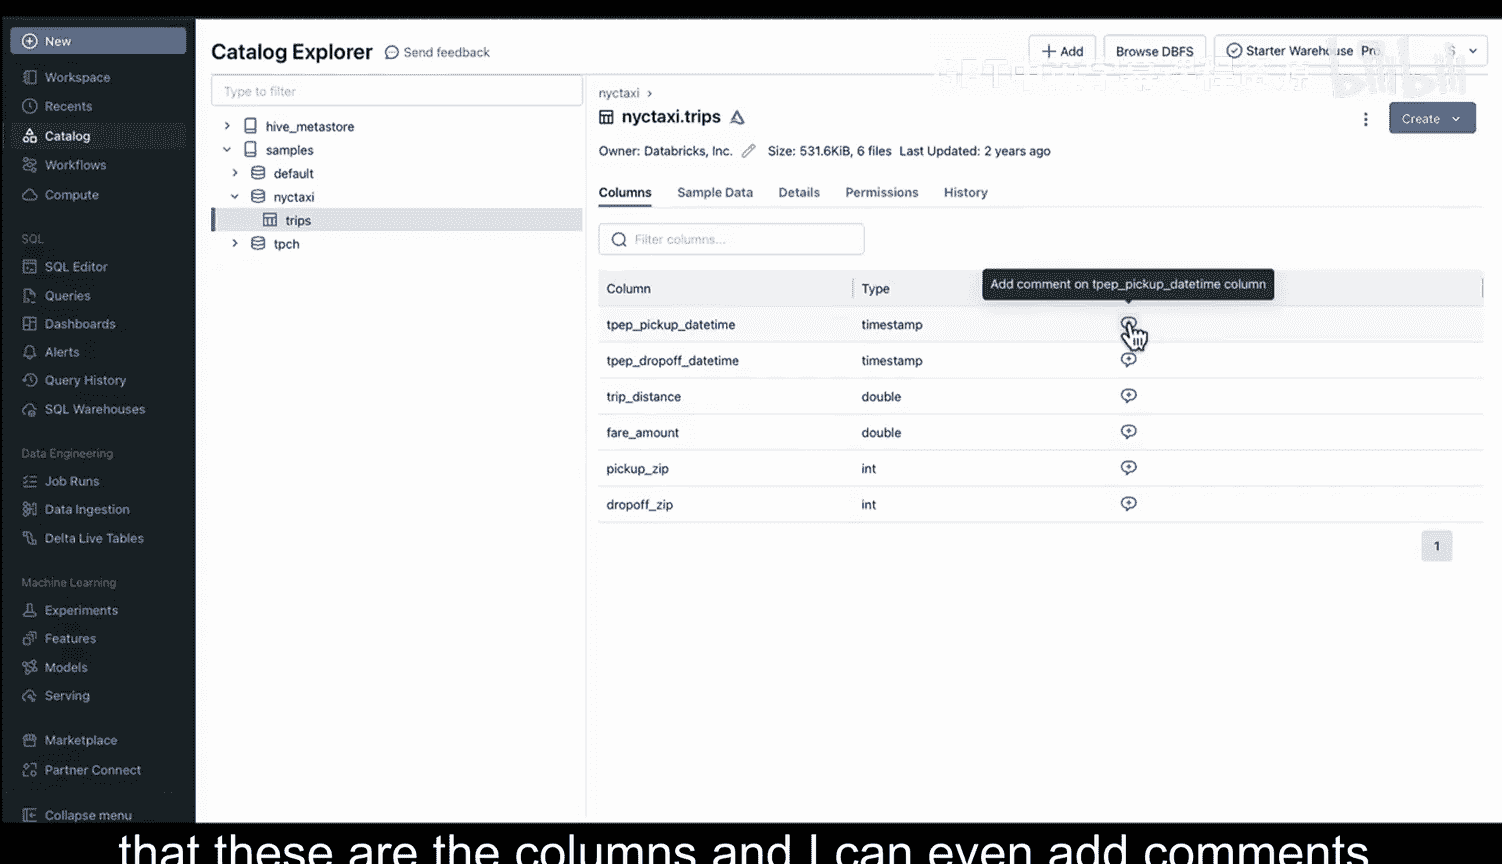 New
Workspace
Recents
Catalog
Workflows
Compute
SQL
SQL Editor
Queries
Dashboards
Alerts
Query History
SQL Warehouses
Data Engineering
Job Runs
Data Ingestion
Delta Live Tables
Machine Learning
Experiments
Features
Models
Serving
Marketplace
Partner Connect
Collapse menu
Catalog Explorer Send feedback
Add Browse DBFS Starter Warehouse Pro S
Type to filter
hive_metastore
samples
default
nyctaxi
trips
tpch
nyctaxi
nyctaxi.trips
Create
Owner: Databricks, Inc. Size: 531.6KiB, 6 files Last Updated: 2 years ago
Columns Sample Data Details Permissions History
Filter columns...
Column Type
Add comment on tpep_pickup_datetime column
tpep_pickup_datetime timestamp
tpep_dropoff_datetime timestamp
trip_distance double
fare_amount double
pickup_zip int
dropoff_zip int
1
bilibili
that these are the columns and I can even add comments